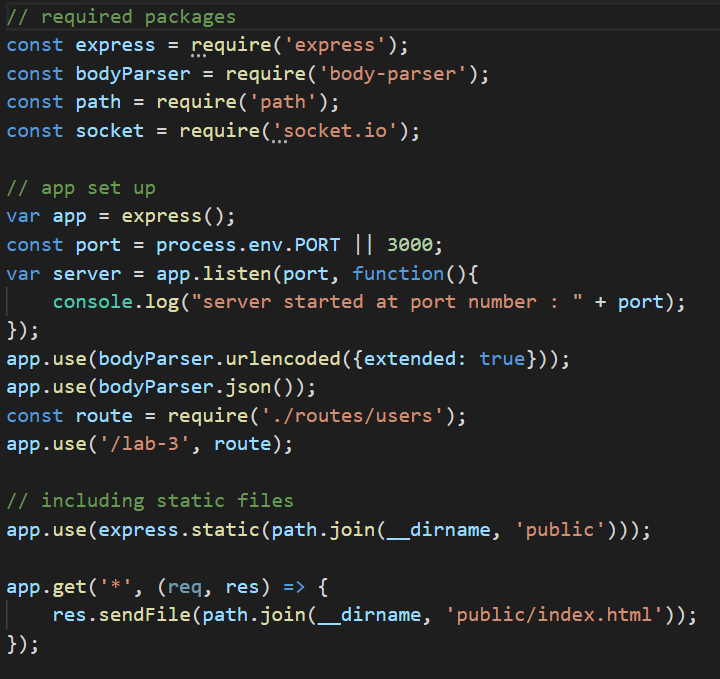 // required packages
const express = require('express');
const bodyParser = require('body-parser');
const path = require('path');
const socket = require('socket.io');
// app set up
var app = express();
const port = process.env.PORT || 3000;
var server = app.listen(port, function(){
    console.log("server started at port number : " + port);
});
app.use(bodyParser.urlencoded({extended: true}));
app.use(bodyParser.json());
const route = require('./routes/users');
app.use('/lab-3', route);
// including static files
app.use(express.static(path.join(__dirname, 'public')));
app.get('*', (req, res) => {
    res.sendFile(path.join(__dirname, 'public/index.html'));
});